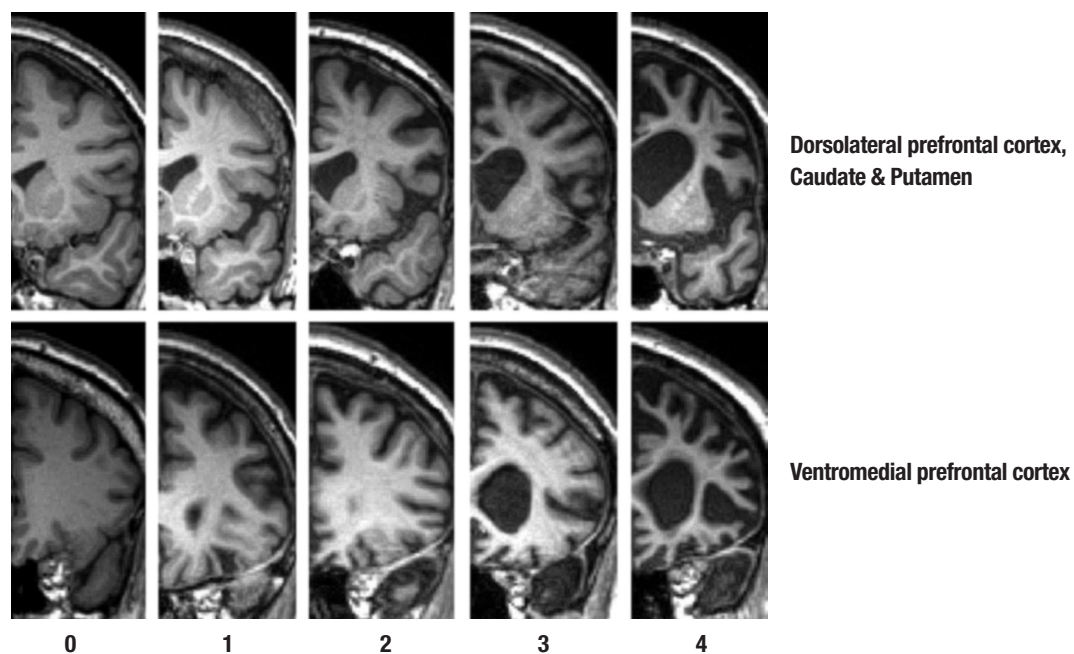 Dorsolateral prefrontal cortex,
Caudate & Putamen
Ventromedial prefrontal cortex
0 1 2 3 4